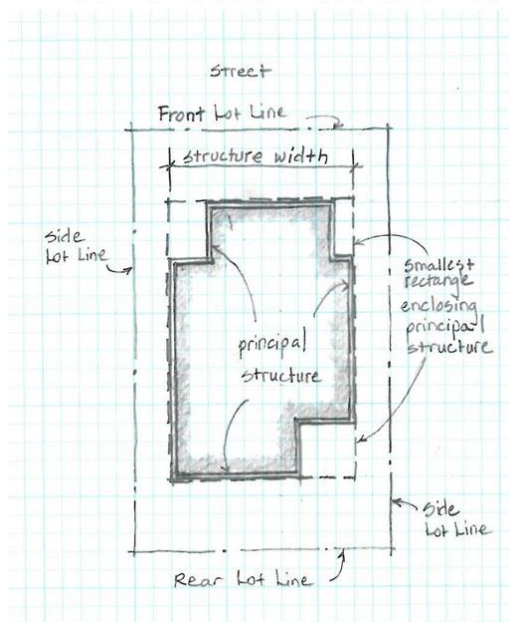 Street
Front Lot Line
structure width
Side
Lot Line
smallest
rectange
enclosing
principal
structure
principal
structure
Side
Lot Line
Rear Lot Line